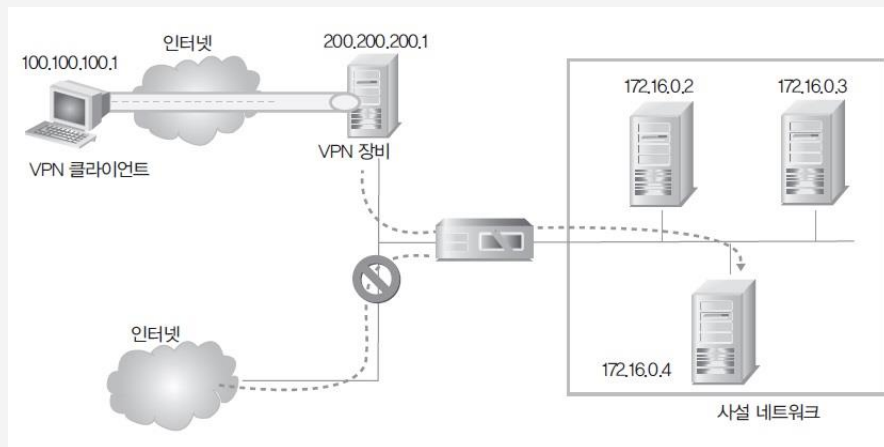 인터넷
200.200.200.1
100.100.100.1
172.16.0.2
172.16.0.3
VPN 장비
VPN 클라이언트
인터넷
172.16.0.4
사설 네트워크